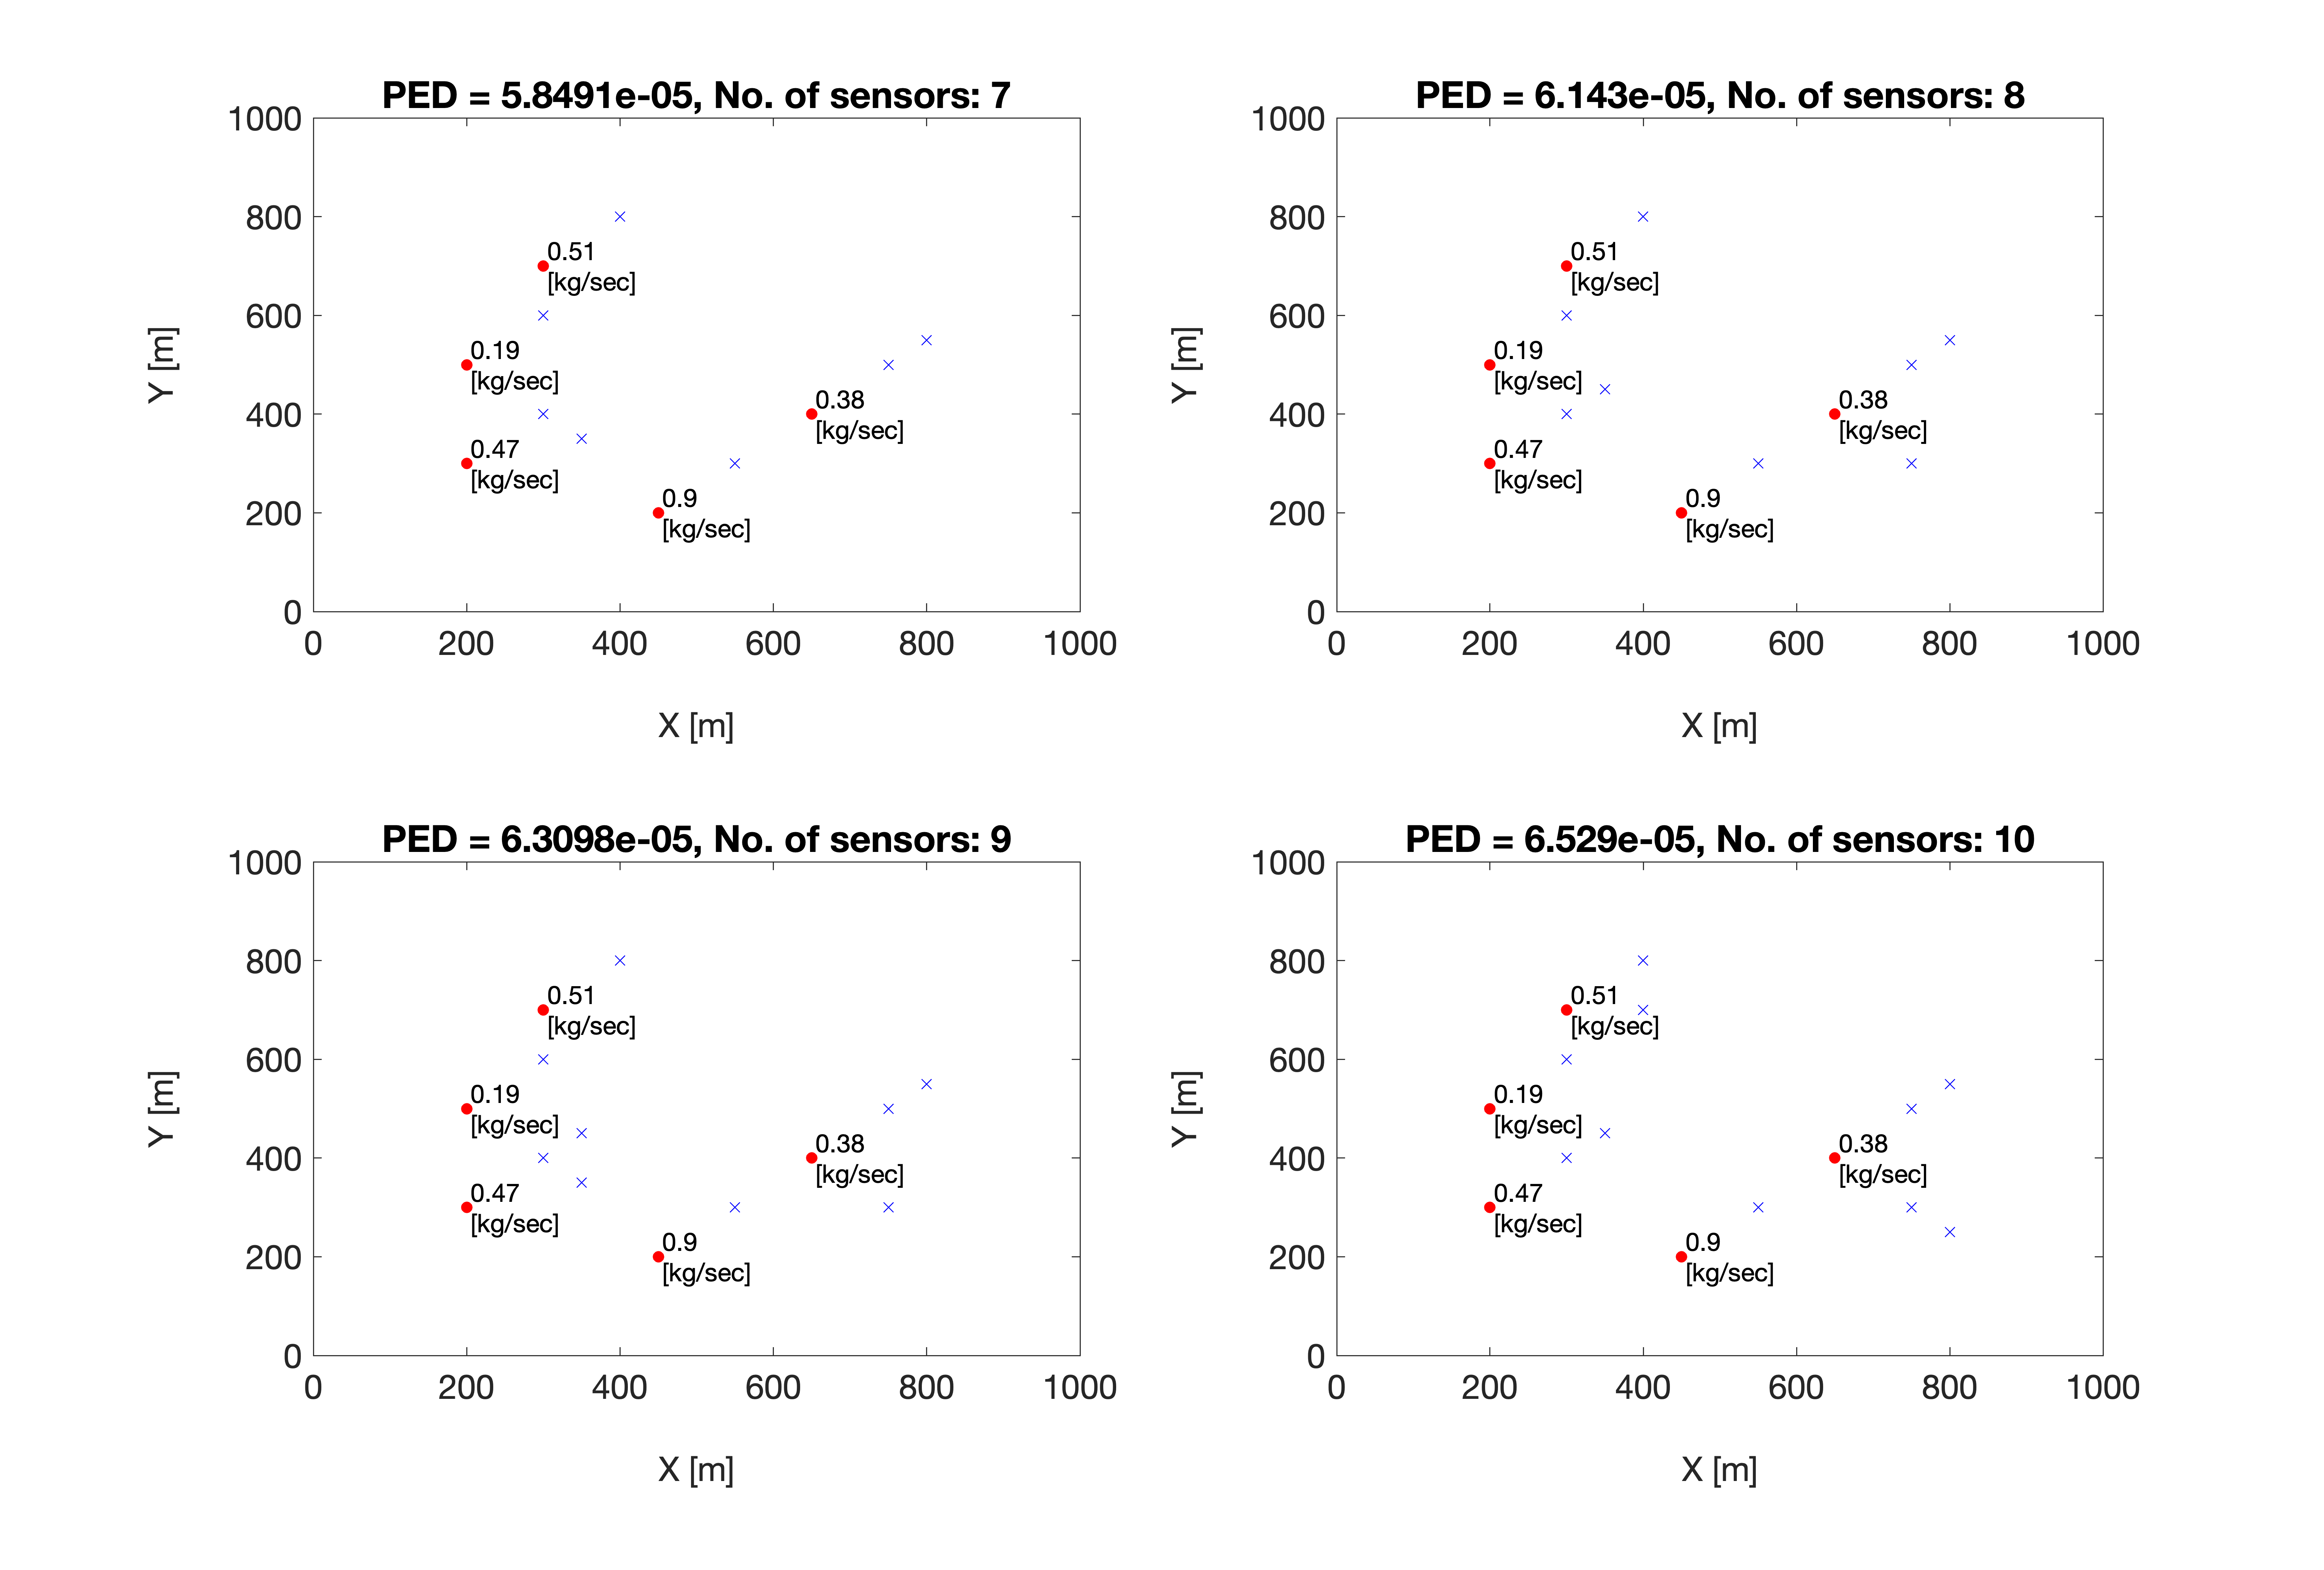 PED = 5.8491e-05, No. of sensors: 7
1000
800
600
400
200
0
Y [m]
0.51
[kg/sec]
0.19
[kg/sec]
0.38
[kg/sec]
0.47
[kg/sec]
0.9
[kg/sec]
0 200 400 600 800 1000
X [m]
PED = 6.143e-05, No. of sensors: 8
1000
800
600
400
200
0
Y [m]
0.51
[kg/sec]
0.19
[kg/sec]
0.38
[kg/sec]
0.47
[kg/sec]
0.9
[kg/sec]
0 200 400 600 800 1000
X [m]
PED = 6.3098e-05, No. of sensors: 9
1000
800
600
400
200
0
Y [m]
0.51
[kg/sec]
0.19
[kg/sec]
0.38
[kg/sec]
0.47
[kg/sec]
0.9
[kg/sec]
0 200 400 600 800 1000
X [m]
PED = 6.529e-05, No. of sensors: 10
1000
800
600
400
200
0
Y [m]
0.51
[kg/sec]
0.19
[kg/sec]
0.38
[kg/sec]
0.47
[kg/sec]
0.9
[kg/sec]
0 200 400 600 800 1000
X [m]